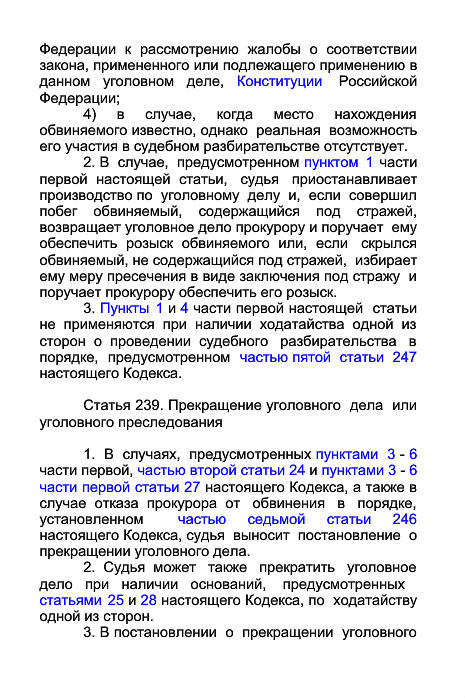 Федерации к рассмотрению жалобы о соответствии
закона, примененного или подлежащего применению в
данном уголовном деле, Конституции Российской
Федерации;
4) в случае, когда место нахождения
обвиняемого известно, однако реальная возможность
его участия в судебном разбирательстве отсутствует.
2. В случае, предусмотренном пунктом 1 части
первой настоящей статьи, судья приостанавливает
производство по уголовному делу и, если совершил
побег обвиняемый, содержащийся под стражей,
возвращает уголовное дело прокурору и поручает ему
обеспечить розыск обвиняемого или, если скрылся
обвиняемый, не содержащийся под стражей, избирает
ему меру пресечения в виде заключения под стражу и
поручает прокурору обеспечить его розыск.
3. Пункты 1 и 4 части первой настоящей статьи
не применяются при наличии ходатайства одной из
сторон о проведении судебного разбирательства в
порядке, предусмотренном частью пятой статьи 247
настоящего Кодекса.
Статья 239. Прекращение уголовного дела или
уголовного преследования
1. В случаях, предусмотренных пунктами 3 - 6
части первой, частью второй статьи 24 и пунктами 3 - 6
части первой статьи 27 настоящего Кодекса, а также в
случае отказа прокурора от обвинения в порядке,
установленном частью седьмой статьи 246
настоящего Кодекса, судья выносит постановление о
прекращении уголовного дела.
2. Судья может также прекратить уголовное
дело при наличии оснований, предусмотренных
статьями 25 и 28 настоящего Кодекса, по ходатайству
одной из сторон.
3. В постановлении о прекращении уголовного